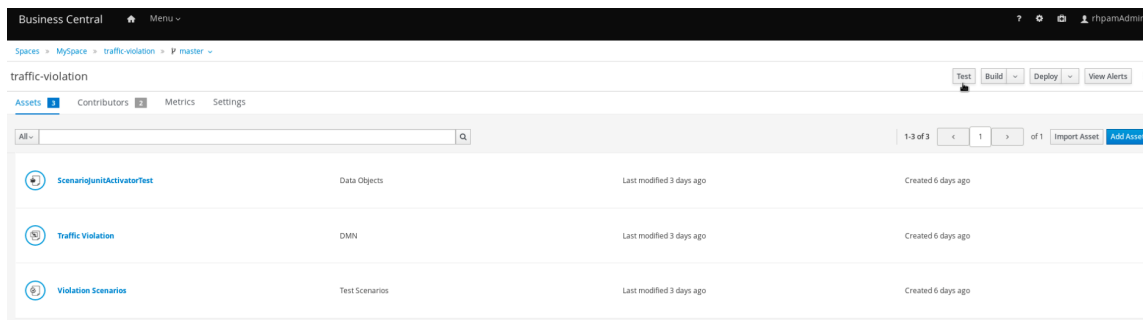 Business Central Menu ? rhpamAdmin
Spaces » MySpace » traffic-violation » master
traffic-violation
Test Build Deploy View Alerts
Assets 3 Contributors 2 Metrics Settings
All 1-3 of 3 < 1 > of 1 Import Asset Add Asset
ScenarioJunitActivatorTest Data Objects Last modified 3 days ago Created 6 days ago
Traffic Violation DMN Last modified 3 days ago Created 6 days ago
Violation Scenarios Test Scenarios Last modified 3 days ago Created 6 days ago